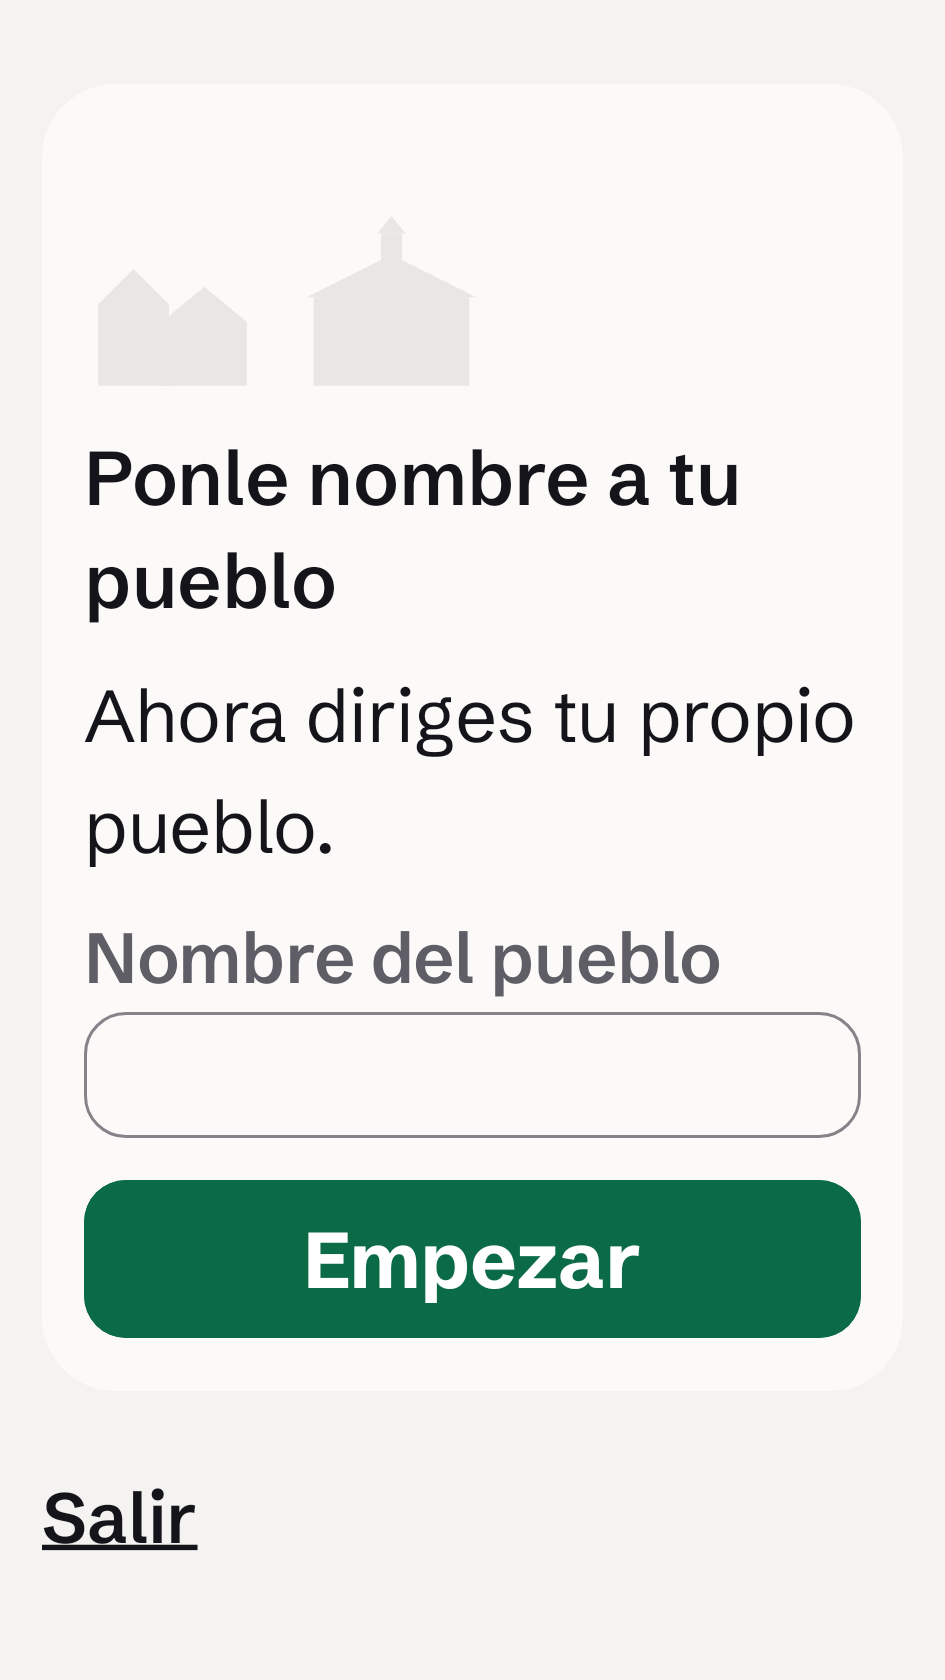 Ponle nombre a tu
pueblo
Ahora diriges tu propio
pueblo.
Nombre del pueblo
Empezar
Salir